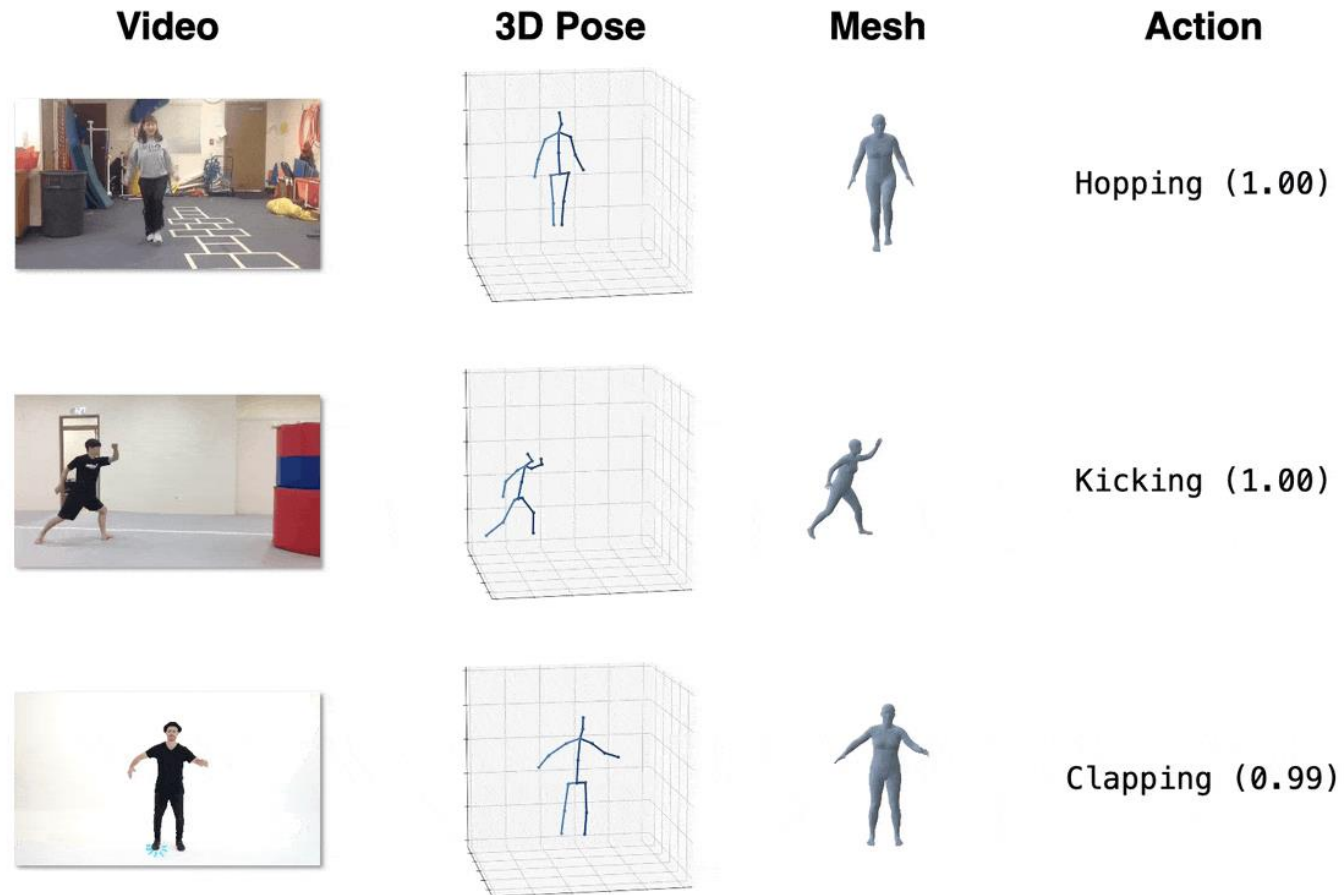 Video 3D Pose Mesh Action
Hopping (1.00)
Kicking (1.00)
Clapping (0.99)